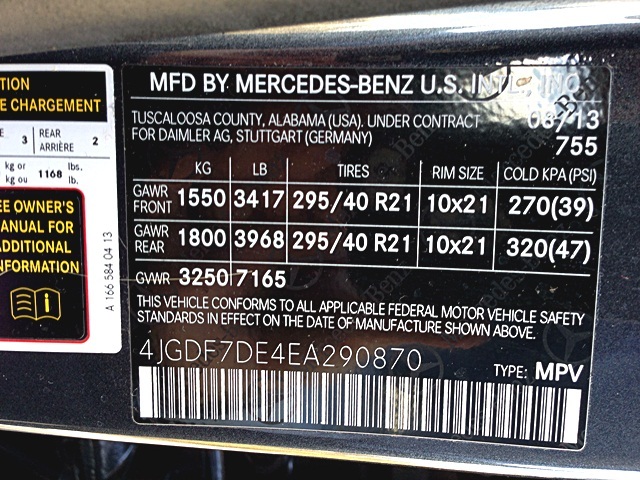 TION
E CHARGEMENT
E 3 REAR ARRIÈRE 2
kg or kg ou 1168 lbs. lb.
EE OWNER'S
MANUAL FOR
ADDITIONAL
NFORMATION
A 166 584 04 13
MFD BY MERCEDES-BENZ U.S. INTL., INC.
TUSCALOOSA COUNTY, ALABAMA (USA). UNDER CONTRACT
FOR DAIMLER AG, STUTTGART (GERMANY)
/13
755
KG LB TIRES RIM SIZE COLD KPA (PSI)
GAWR FRONT 1550 3417 295/40 R21 10x21 270(39)
GAWR REAR 1800 3968 295/40 R21 10x21 320(47)
GVWR 3250 7165
THIS VEHICLE CONFORMS TO ALL APPLICABLE FEDERAL MOTOR VEHICLE SAFETY
STANDARDS IN EFFECT ON THE DATE OF MANUFACTURE SHOWN ABOVE.
4JGDF7DE4EA290870
TYPE: MPV